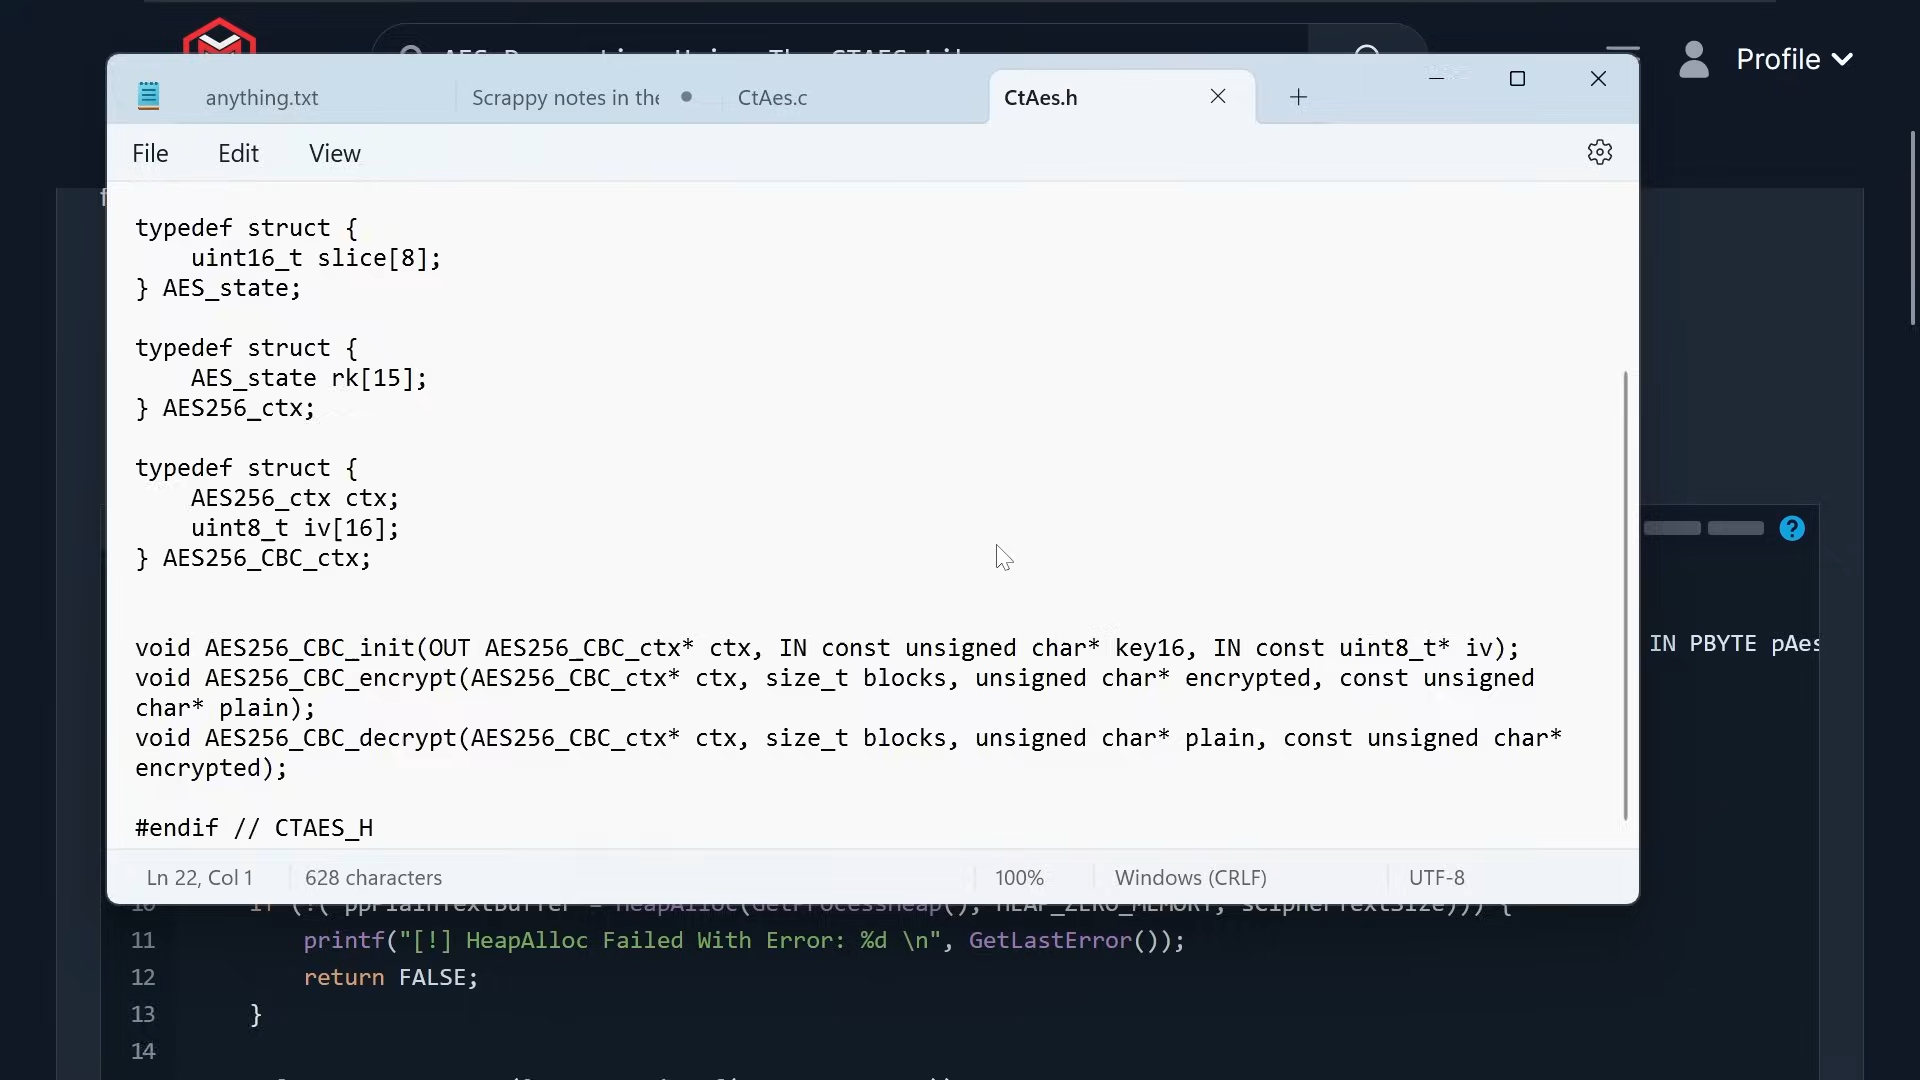 Profile
anything.txt
Scrappy notes in the
CtAes.c
CtAes.h
File
Edit
View
typedef struct {
uint16_t slice[8];
} AES_state;
typedef struct {
AES_state rk[15];
} AES256_ctx;
typedef struct {
AES256_ctx ctx;
uint8_t iv[16];
} AES256_CBC_ctx;
void AES256_CBC_init(OUT AES256_CBC_ctx* ctx, IN const unsigned char* key16, IN const uint8_t* iv);
void AES256_CBC_encrypt(AES256_CBC_ctx* ctx, size_t blocks, unsigned char* encrypted, const unsigned
char* plain);
void AES256_CBC_decrypt(AES256_CBC_ctx* ctx, size_t blocks, unsigned char* plain, const unsigned char*
encrypted);
#endif // CTAES_H
IN PBYTE pAes
Ln 22, Col 1
628 characters
100%
Windows (CRLF)
UTF-8
11 printf("[!] HeapAlloc Failed With Error: %d \n", GetLastError());
12 return FALSE;
13 }
14